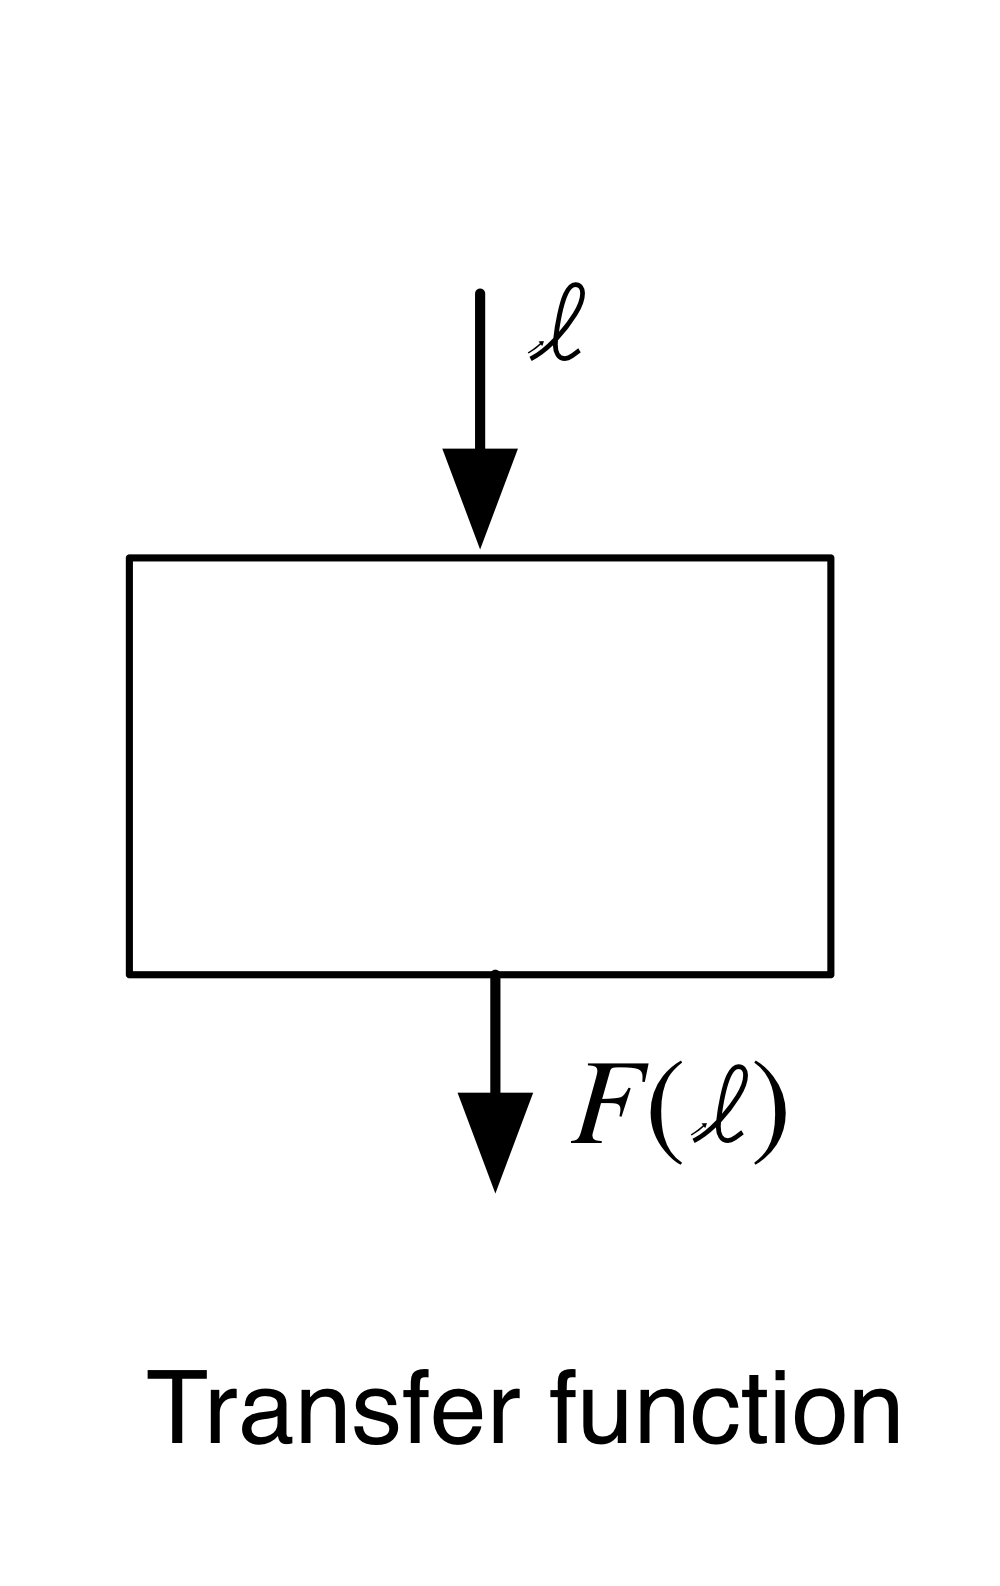 ℓ
F(ℓ)
Transfer function